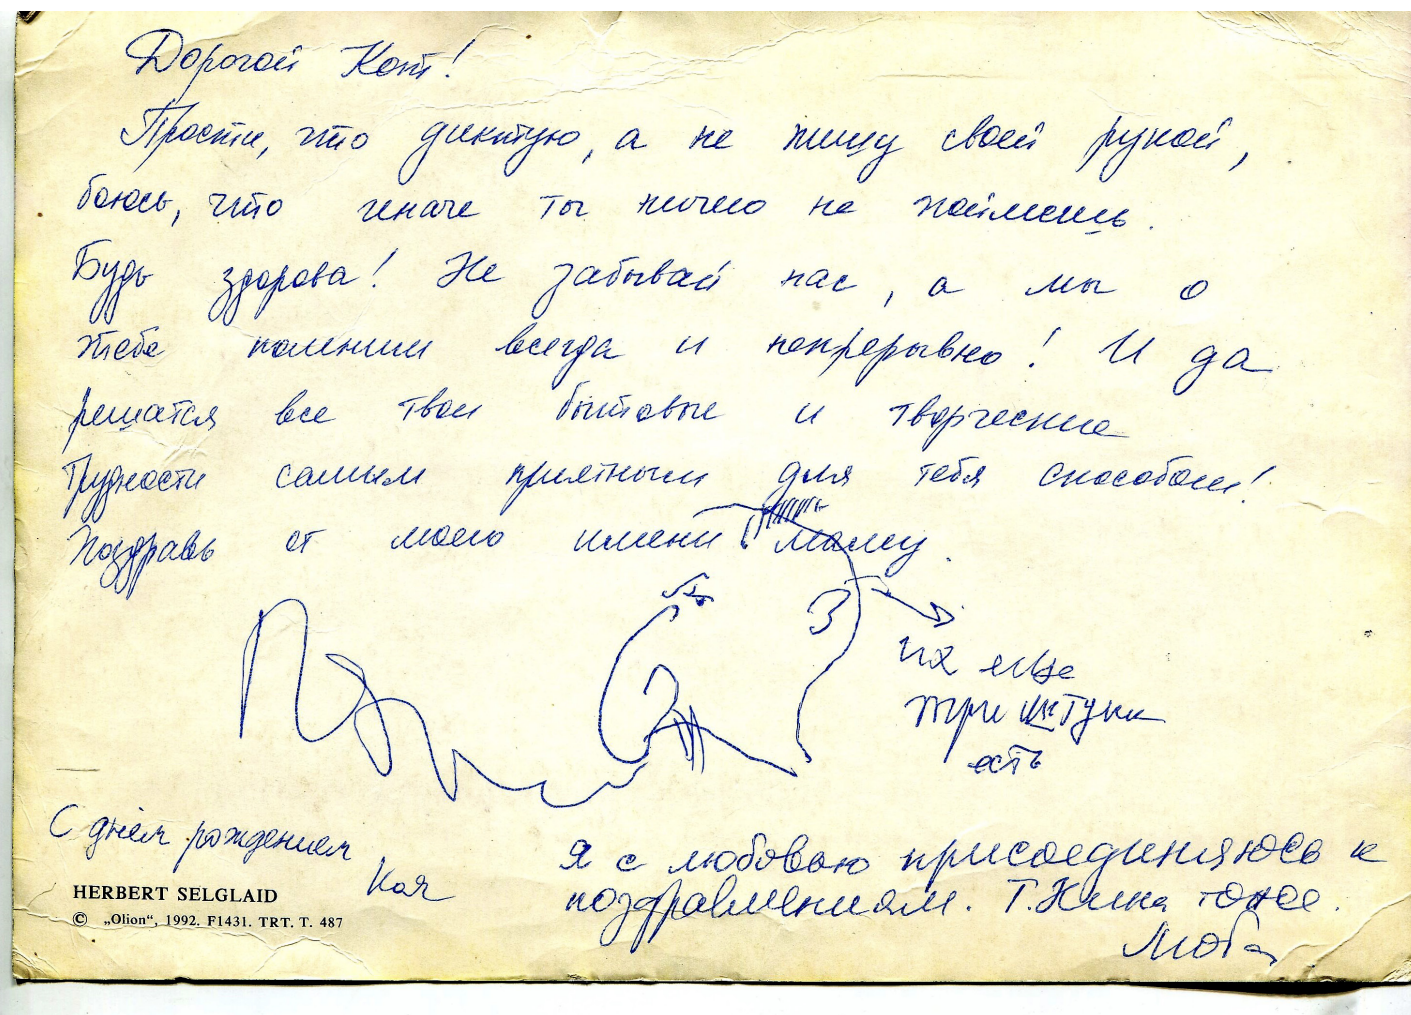 Дорогой Кот!
Прости, что диктую, а не пишу своей рукой,
боюсь, что иначе ты ничего не поймешь.
Будь здорова! Не забывай нас, а мы о
тебе помним всегда и непрерывно! И да
решатся все твои бытовые и творческие
трудности самым приятным для тебя способом!
Поздравь от моего имени маму.
их еще
три штуки
есть
С днём рождением
Кот
Я с любовью присоединяюсь к
поздравлениям. Т. Нина тоже.
Люба
HERBERT SELGLAID
© „Olion“, 1992. F1431. TRT. T. 487